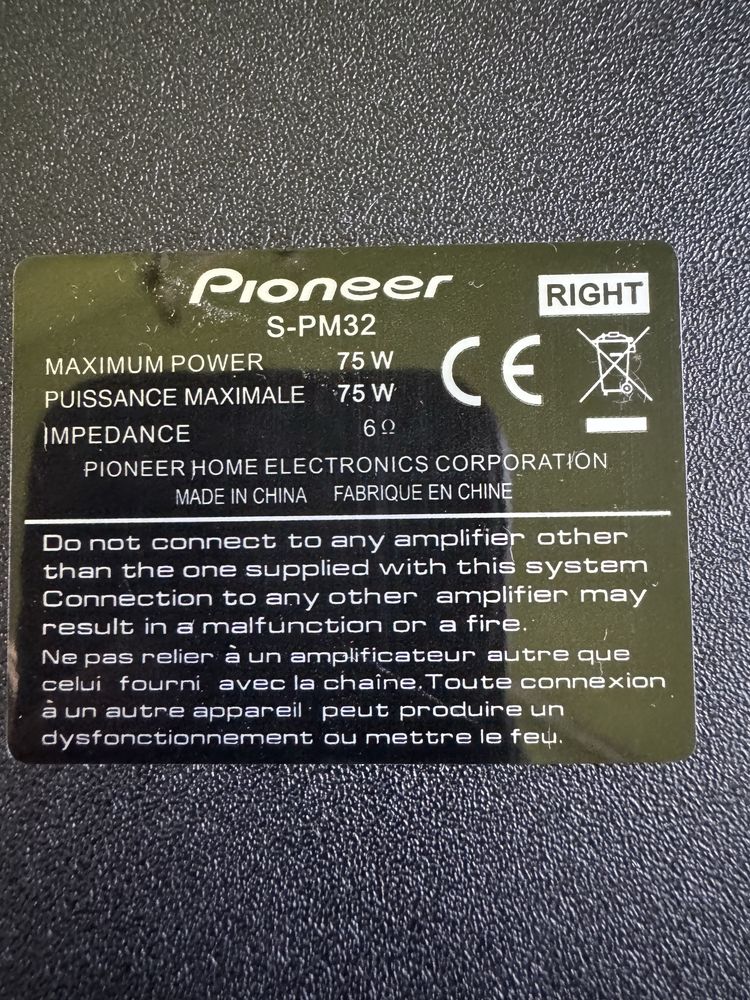 Pioneer
RIGHT
S-PM32
MAXIMUM POWER 75 W
PUISSANCE MAXIMALE 75 W
IMPEDANCE 6 Ω
CE
PIONEER HOME ELECTRONICS CORPORATION
MADE IN CHINA FABRIQUE EN CHINE
Do not connect to any amplifier other
than the one supplied with this system
Connection to any other amplifier may
result in a malfunction or a fire.
Ne pas relier à un amplificateur autre que
celui fourni avec la chaine.Toute connexion
à un autre appareil peut produire un
dysfonctionnement ou mettre le feu.